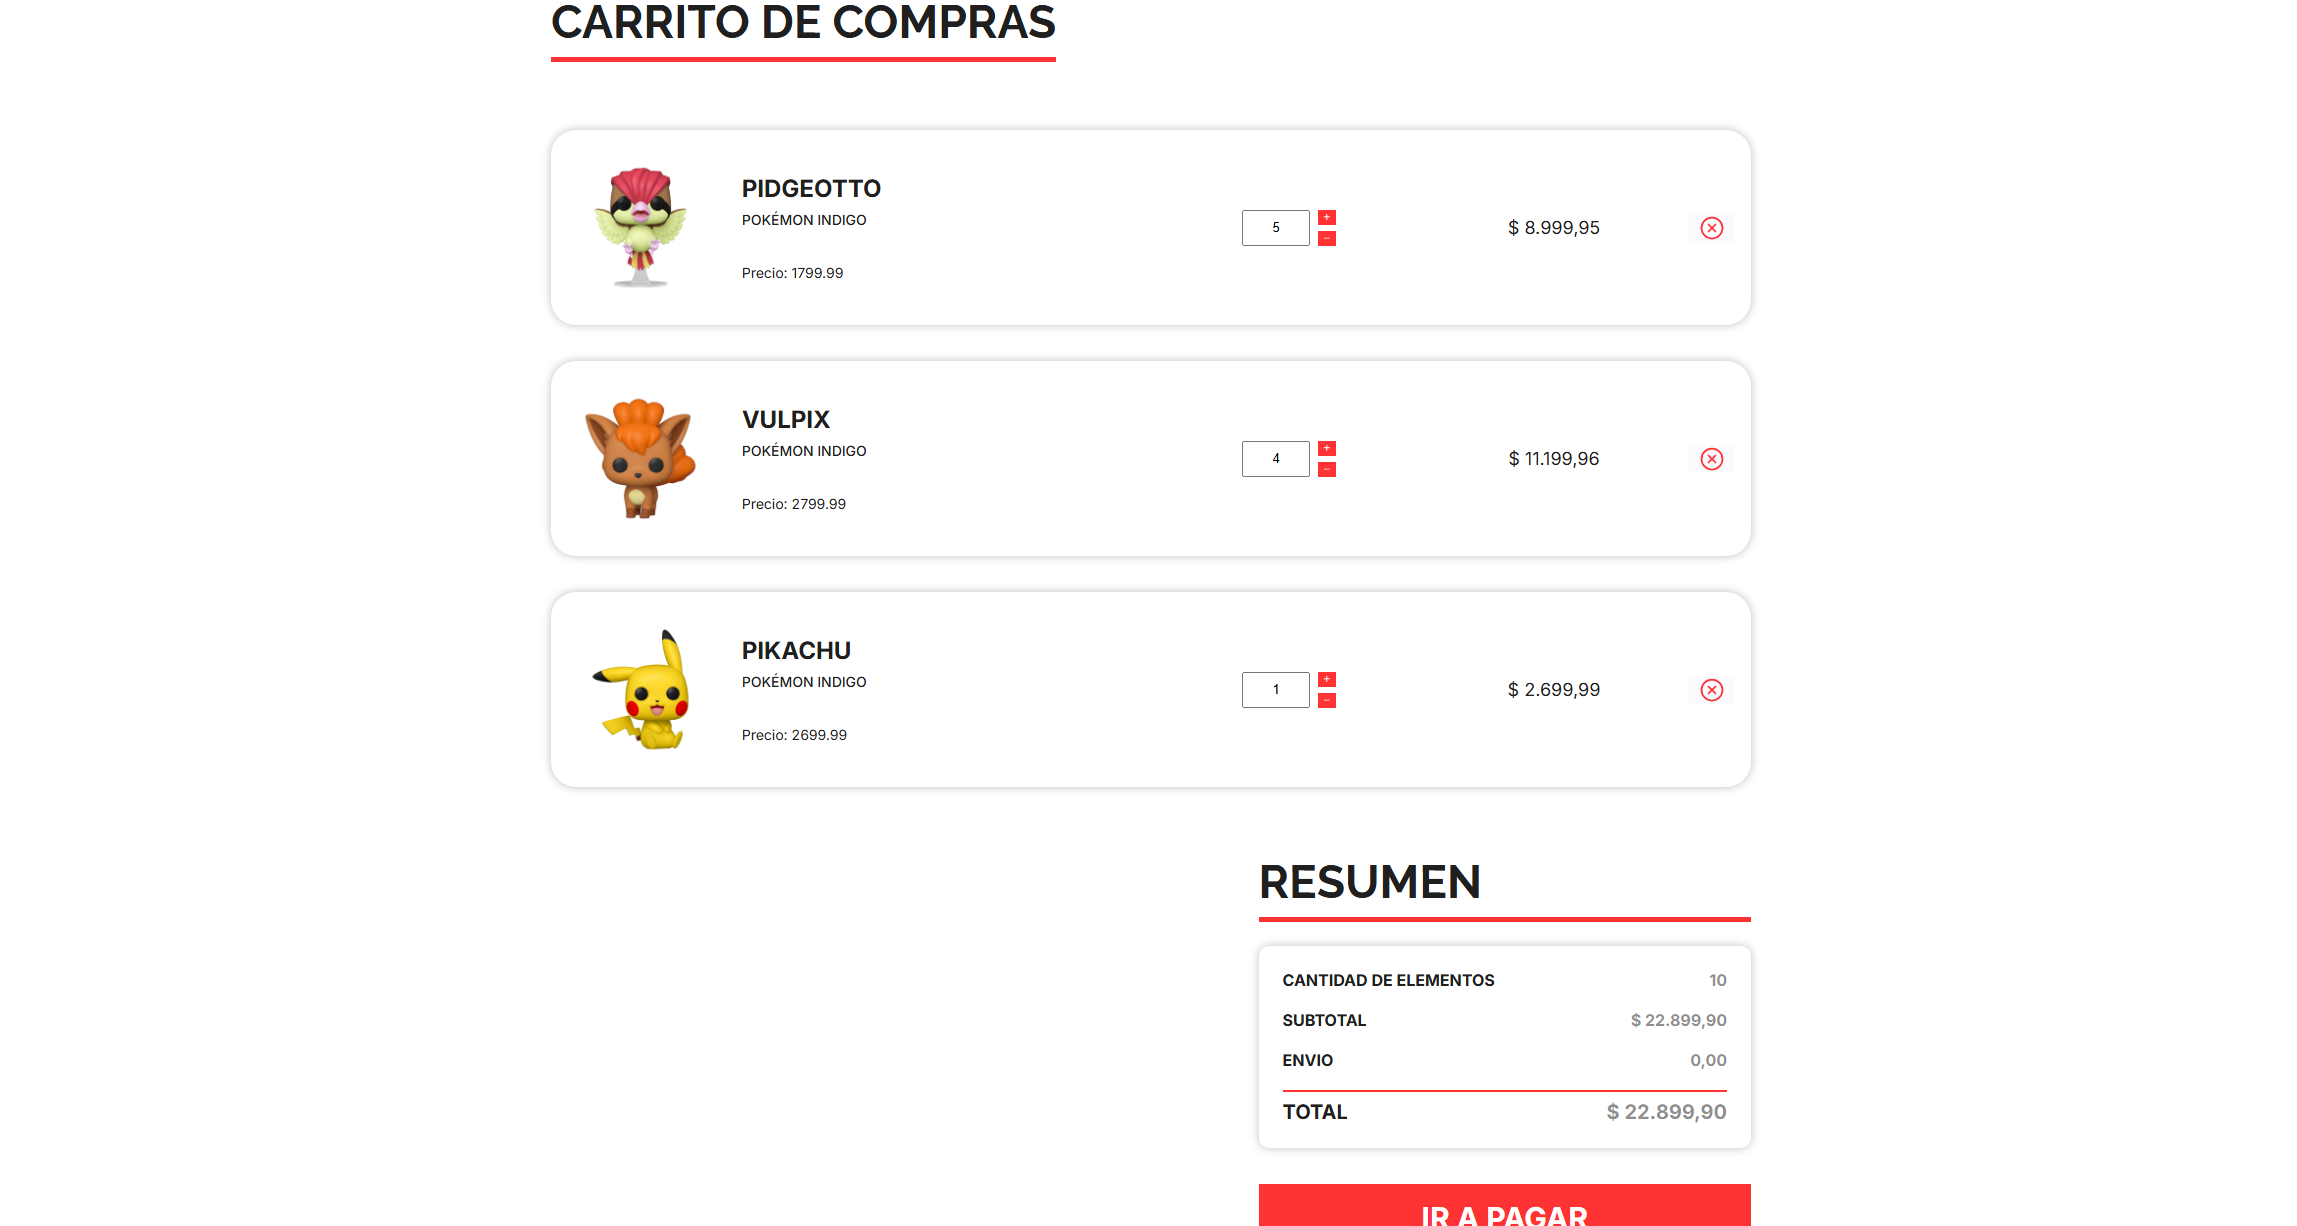 CARRITO DE COMPRAS
PIDGEOTTO
POKÉMON INDIGO
Precio: 1799.99
5
+
−
$ 8.999,95
VULPIX
POKÉMON INDIGO
Precio: 2799.99
4
+
−
$ 11.199,96
PIKACHU
POKÉMON INDIGO
Precio: 2699.99
1
+
−
$ 2.699,99
RESUMEN
CANTIDAD DE ELEMENTOS 10
SUBTOTAL $ 22.899,90
ENVIO 0,00
TOTAL $ 22.899,90
IR A PAGAR